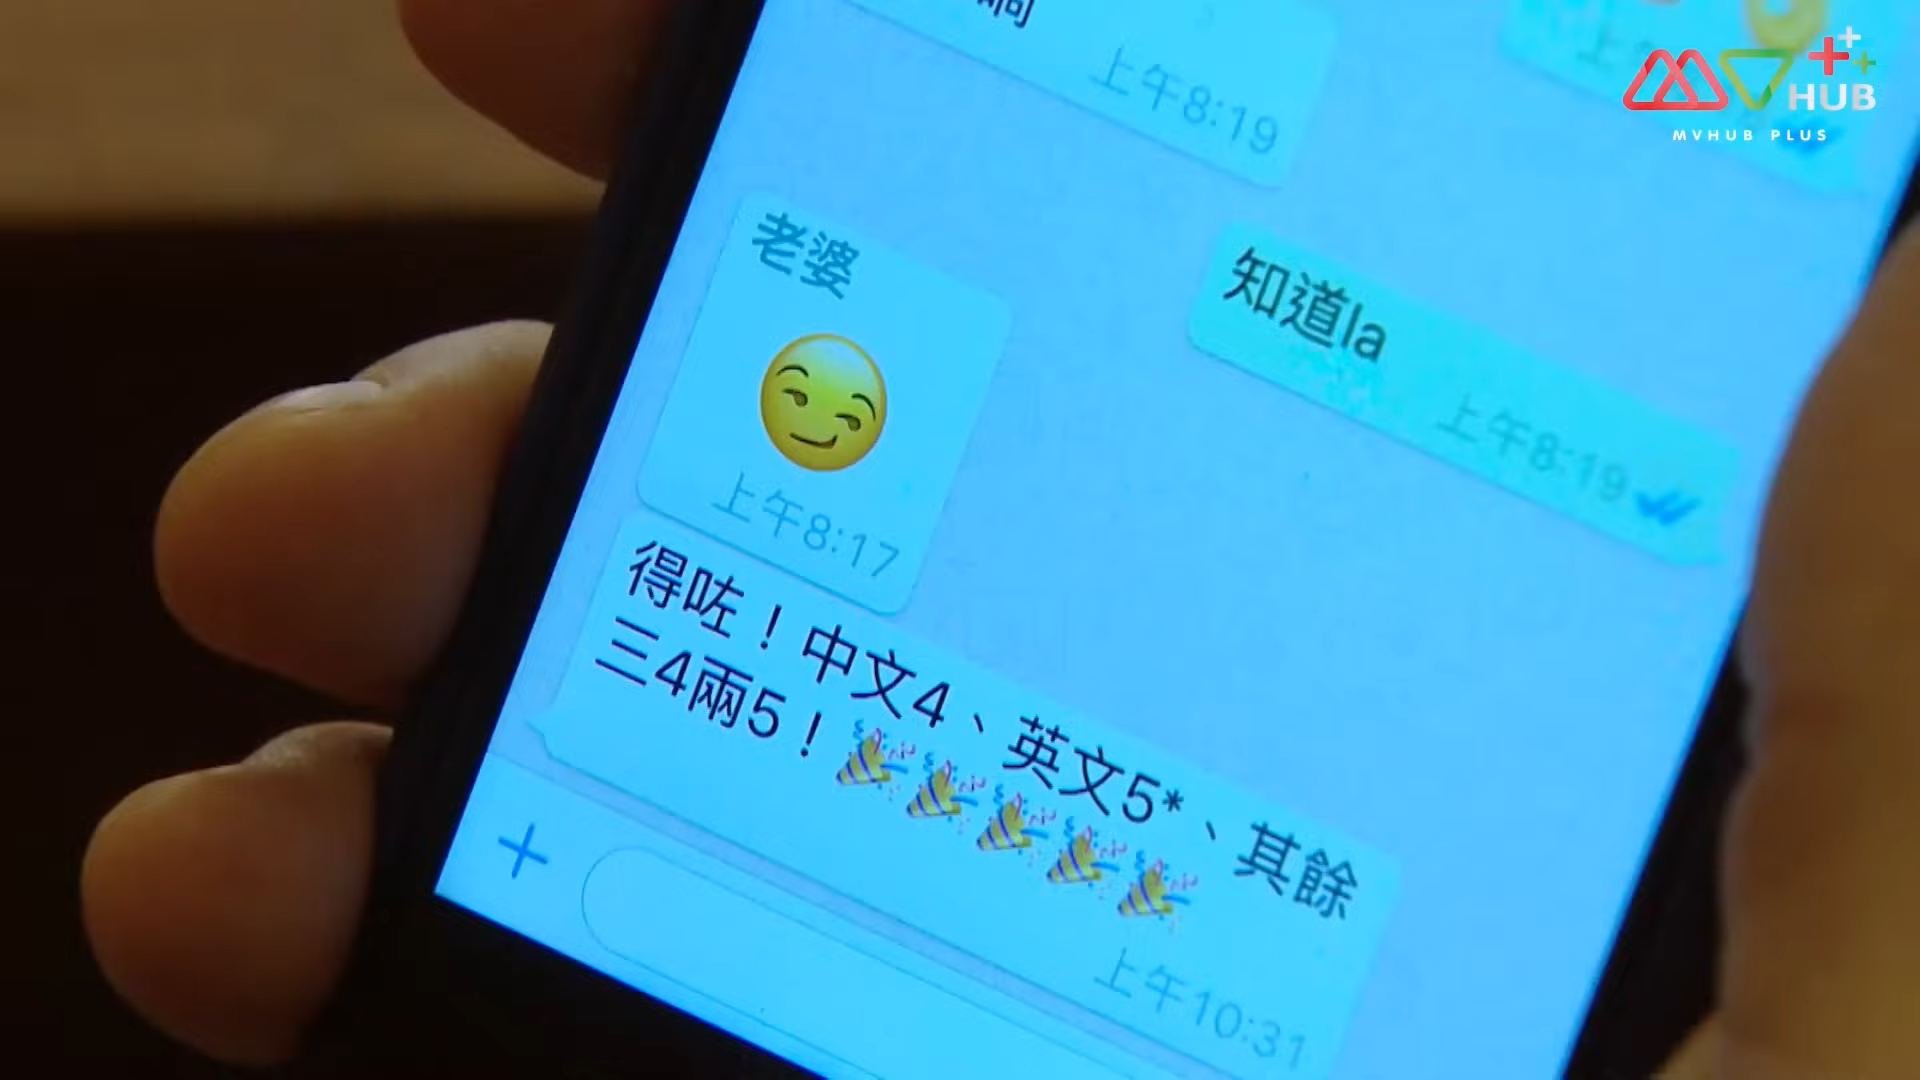 上午8:19
HUB
MVHUB PLUS
知道la
上午8:19
老婆
上午8:17
得咗！中文4、英文5*、其餘
三4兩5！🎉🎉🎉🎉🎉
上午10:31